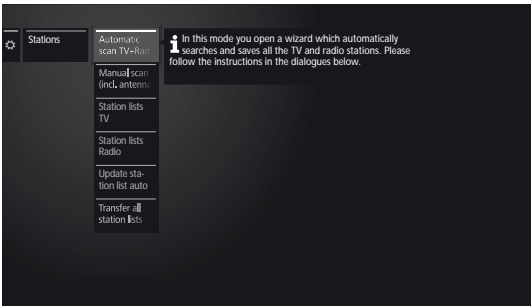 Stations
Automatic
scan TV+Rad
Manual scan
(incl. antenna
Station lists
TV
Station lists
Radio
Update sta-
tion list auto
Transfer all
station lists
In this mode you open a wizard which automatically
searches and saves all the TV and radio stations. Please
follow the instructions in the dialogues below.